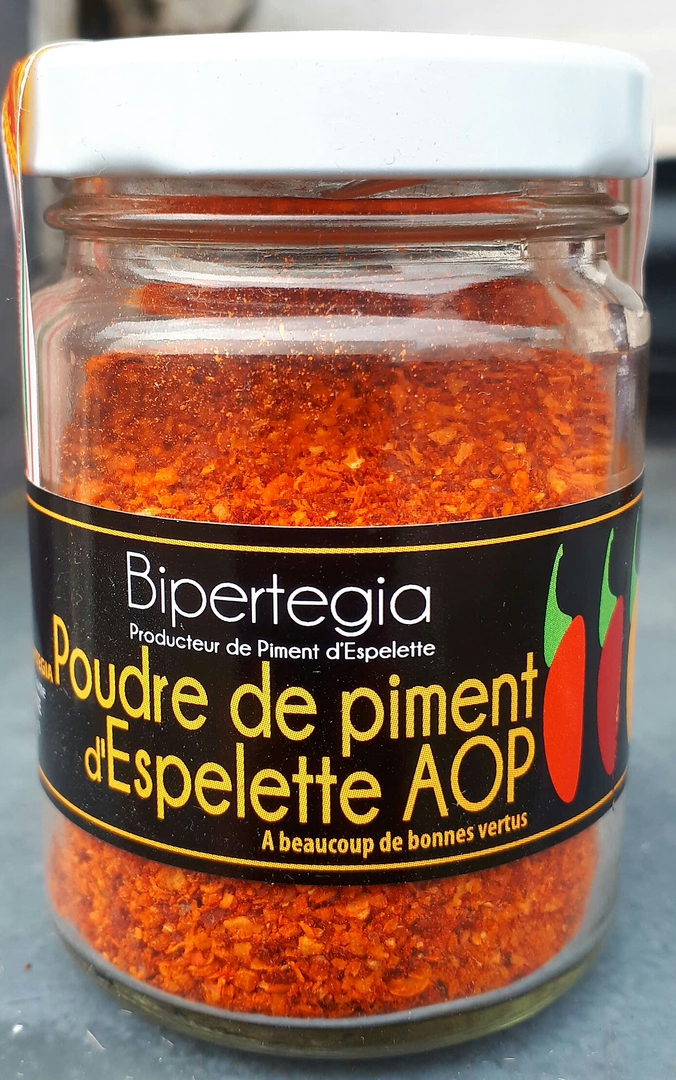 Bipertegia
Producteur de Piment d'Espelette
Poudre de piment
d'Espelette AOP
A beaucoup de bonnes vertus